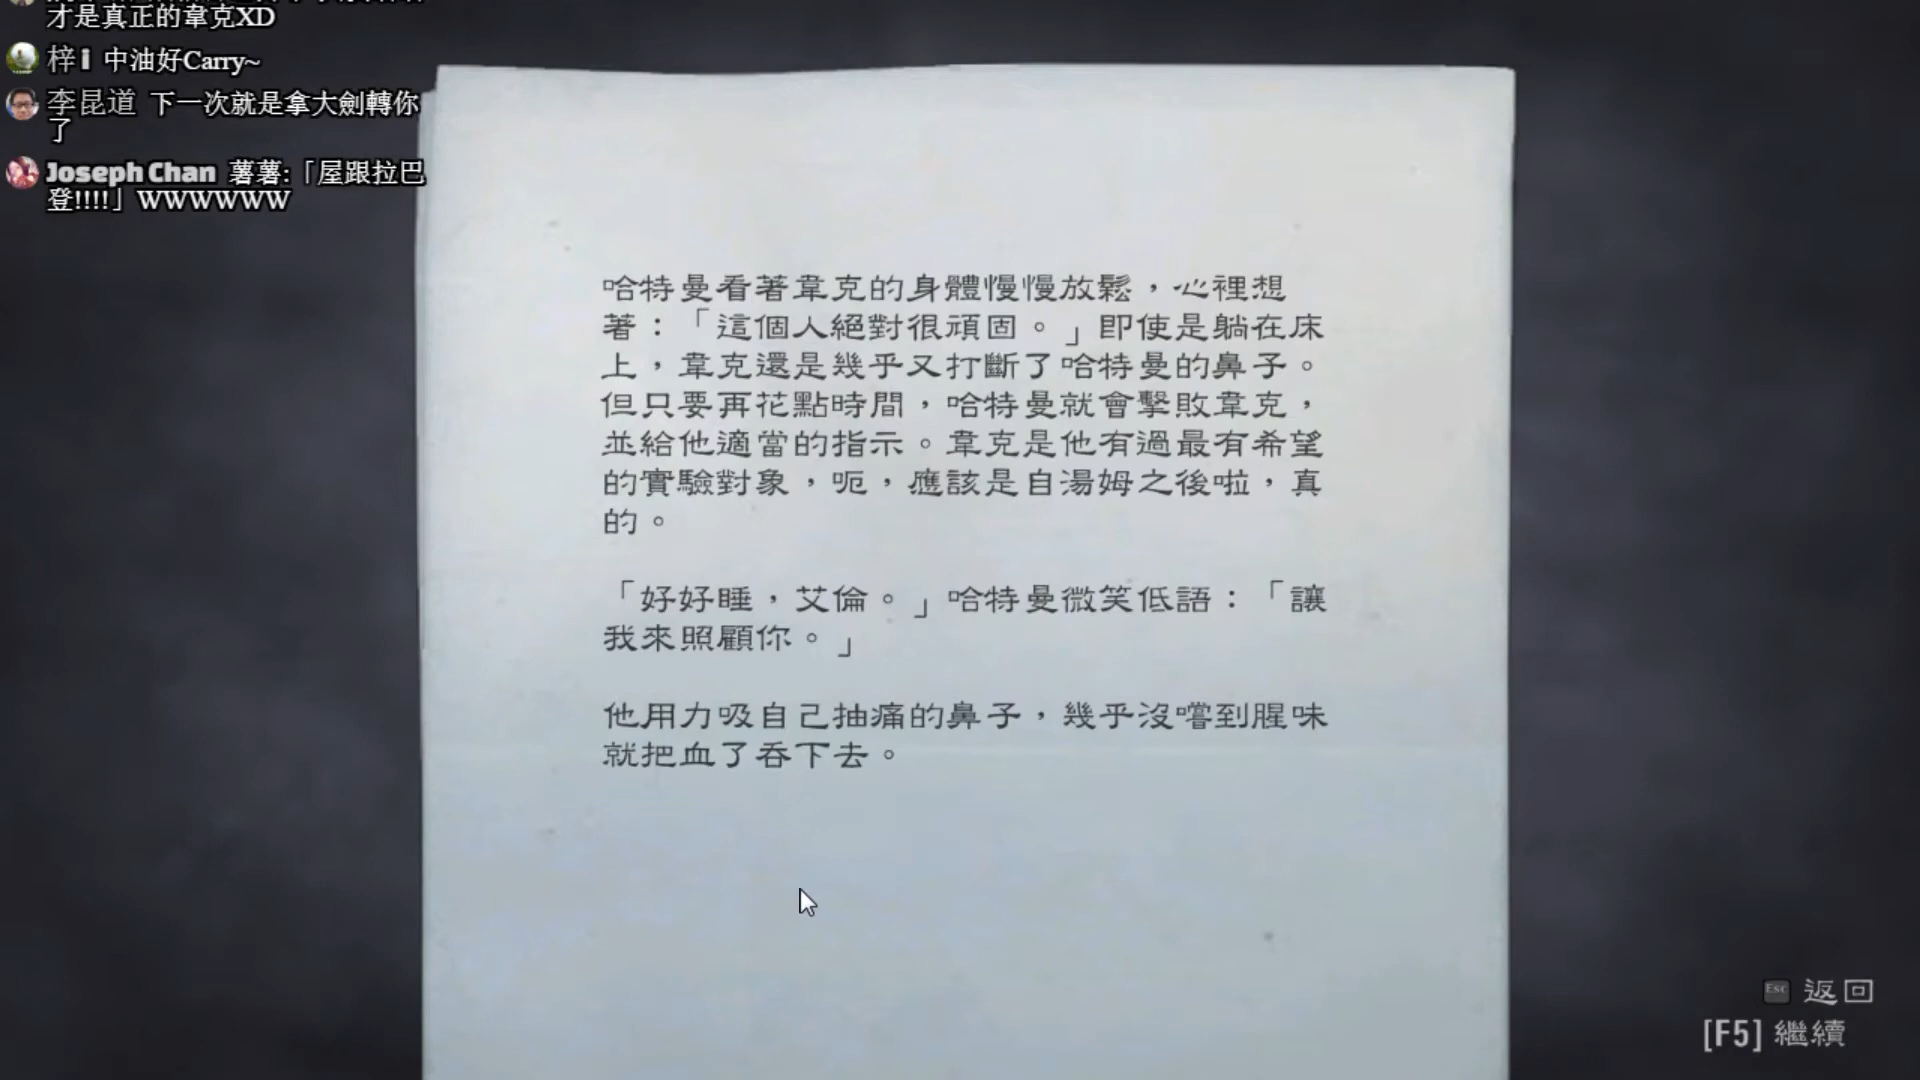 才是真正的韋克XD
梓i 中油好Carry~
李昆道 下一次就是拿大劍轉你
了
Joseph Chan 薯薯:「屋跟拉巴
登!!!!」WWWWWW
哈特曼看著韋克的身體慢慢放鬆，心裡想
著：「這個人絕對很頑固。」即使是躺在床
上，韋克還是幾乎又打斷了哈特曼的鼻子。
但只要再花點時間，哈特曼就會擊敗韋克，
並給他適當的指示。韋克是他有過最有希望
的實驗對象，呃，應該是自湯姆之後啦，真
的。
「好好睡，艾倫。」哈特曼微笑低語：「讓
我來照顧你。」
他用力吸自己抽痛的鼻子，幾乎沒嚐到腥味
就把血了吞下去。
ESC 返回
[F5] 繼續